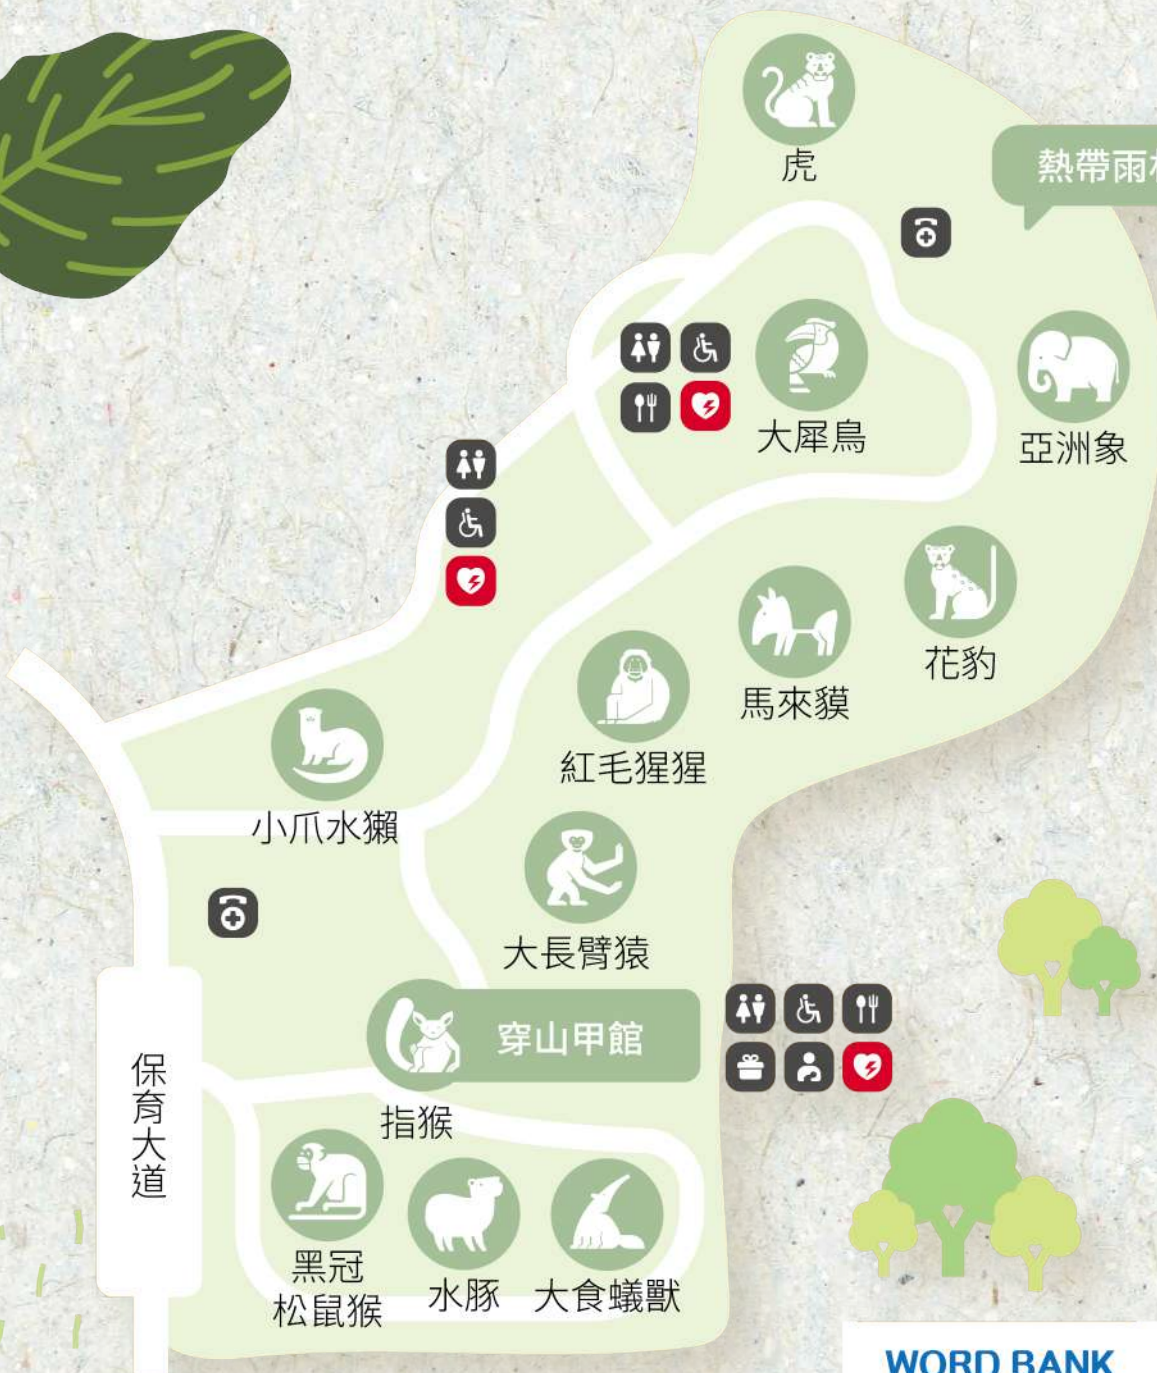 虎
熱帶雨
大犀鳥
亞洲象
花豹
馬來貘
紅毛猩猩
小爪水獺
大長臂猿
穿山甲館
指猴
保育大道
黑冠
松鼠猴
水豚
大食蟻獸
WORD BANK